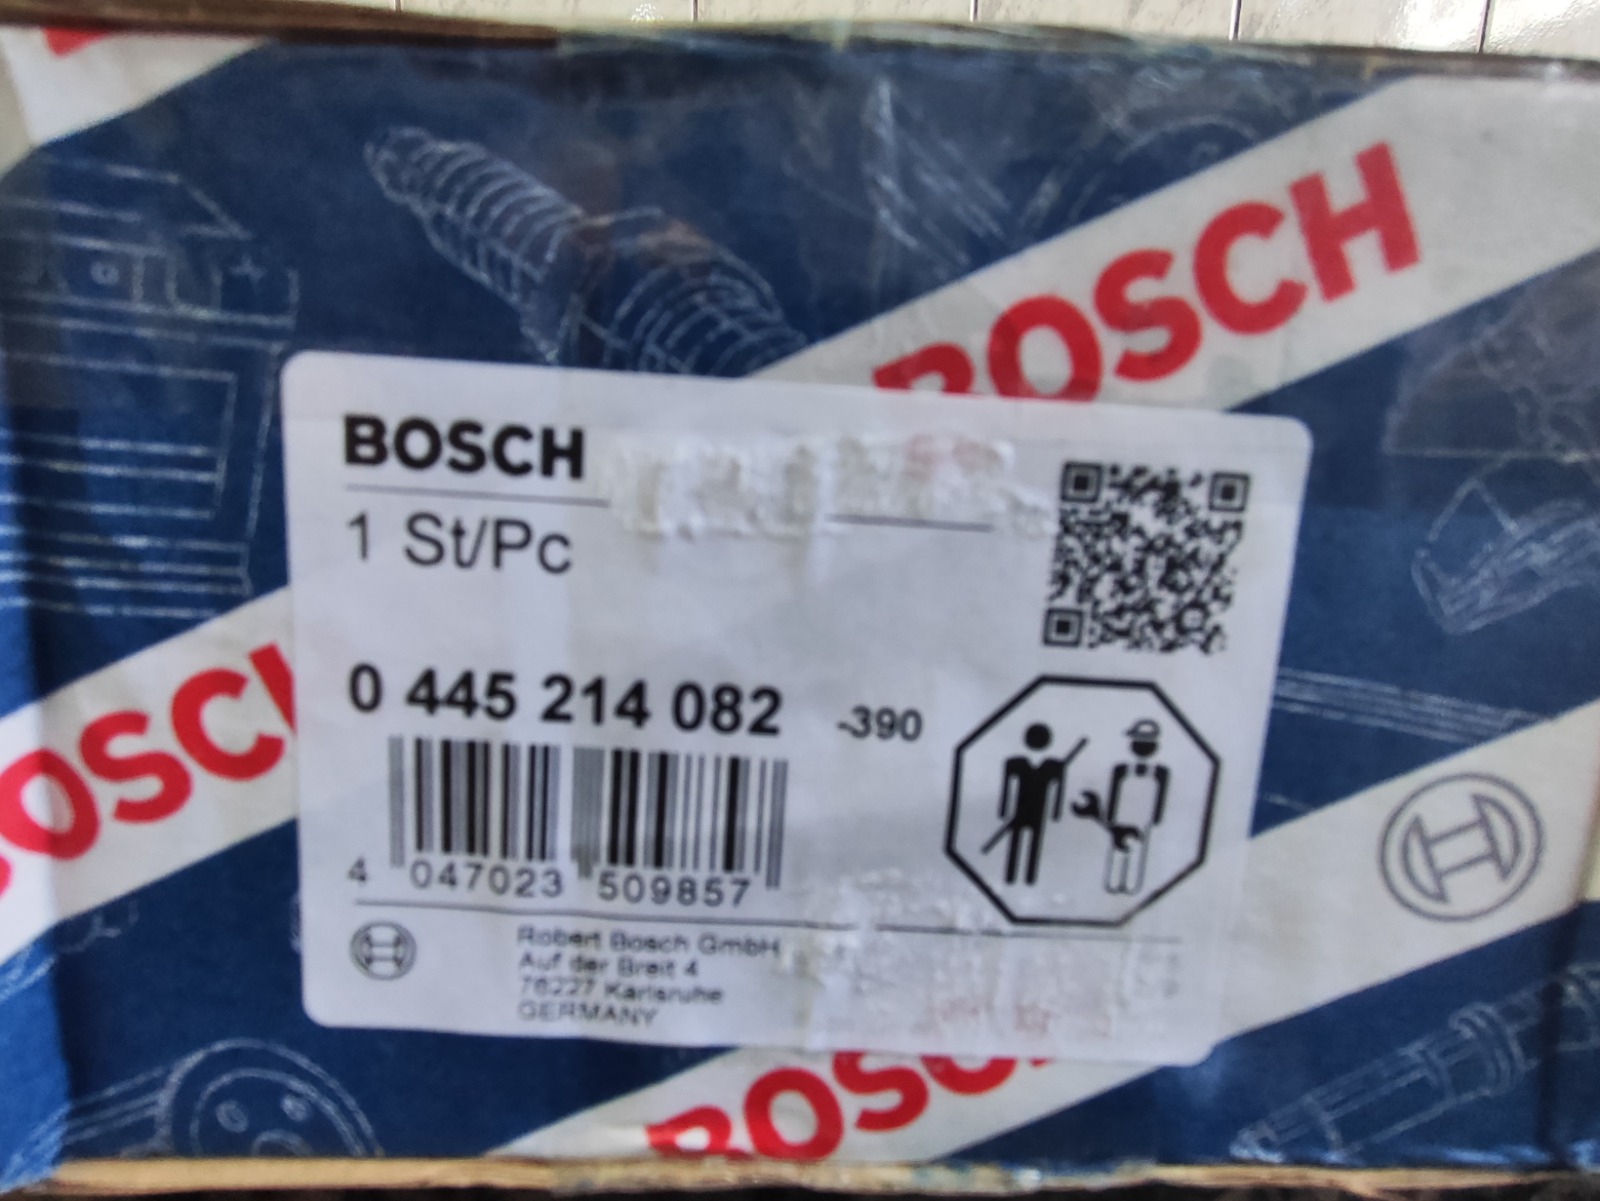 BOSCH
BOSCH
1 St/Pc
0 445 214 082 -390
4 047023 509857
Robert Bosch GmbH
Auf der Breit 4
76227 Karlsruhe
GERMANY
BOSCH
BOSCH